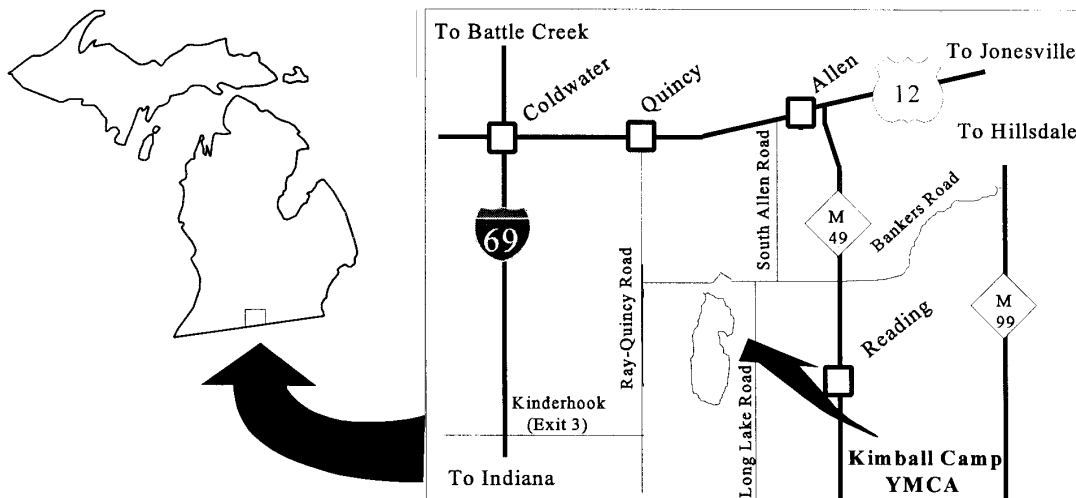 To Battle Creek
To Jonesville
Coldwater
Quincy
Allen
12
To Hillsdale
South Allen Road
Bankers Road
M
49
69
Ray-Quincy Road
M
99
Reading
Long Lake Road
Kinderhook
(Exit 3)
To Indiana
Kimball Camp
YMCA